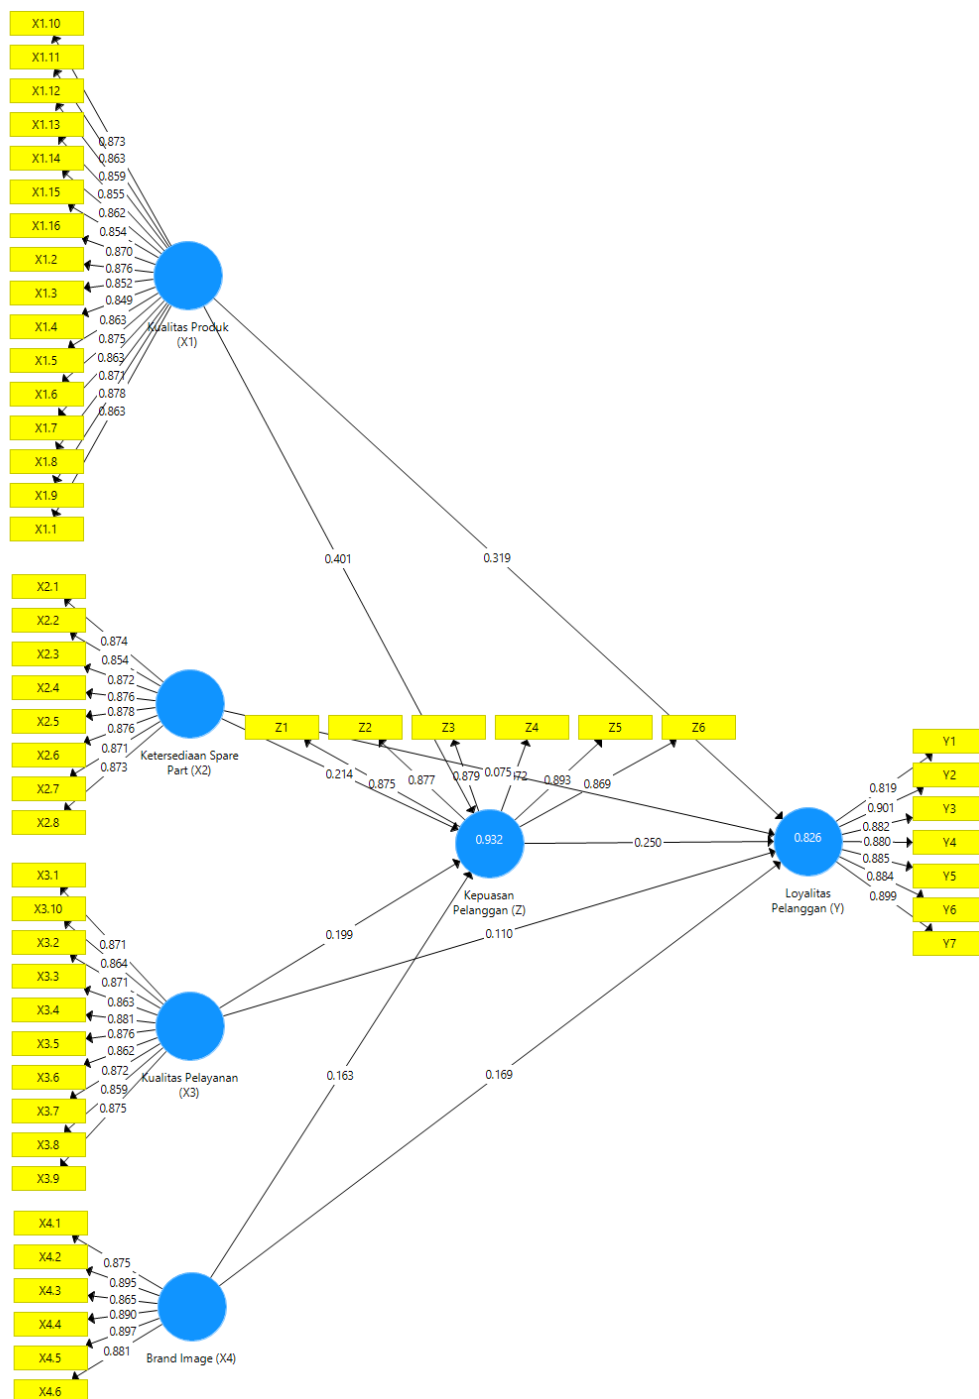 X1.10
X1.11
X1.12
X1.13
X1.14
X1.15
X1.16
X1.2
X1.3
X1.4
X1.5
X1.6
X1.7
X1.8
X1.9
X1.1
0.873
0.863
0.859
0.855
0.862
0.854
0.870
0.876
0.852
0.849
0.863
0.875
0.863
0.871
0.878
0.863
Kualitas Produk
(X1)
0.401
0.319
X2.1
X2.2
X2.3
X2.4
X2.5
X2.6
X2.7
X2.8
0.874
0.854
0.872
0.876
0.878
0.876
0.871
0.873
Ketersediaan Spare
Part (X2)
0.214
0.075
Z1
Z2
Z3
Z4
Z5
Z6
0.875
0.877
0.879
0.893
0.869
0.932
Kepuasan
Pelanggan (Z)
0.250
0.826
Loyalitas
Pelanggan (Y)
Y1
Y2
Y3
Y4
Y5
Y6
Y7
0.819
0.901
0.882
0.880
0.885
0.884
0.899
X3.1
X3.10
X3.2
X3.3
X3.4
X3.5
X3.6
X3.7
X3.8
X3.9
0.871
0.864
0.871
0.863
0.881
0.876
0.862
0.872
0.859
0.875
Kualitas Pelayanan
(X3)
0.199
0.110
0.163
0.169
X4.1
X4.2
X4.3
X4.4
X4.5
X4.6
0.875
0.895
0.865
0.890
0.897
0.881
Brand Image (X4)